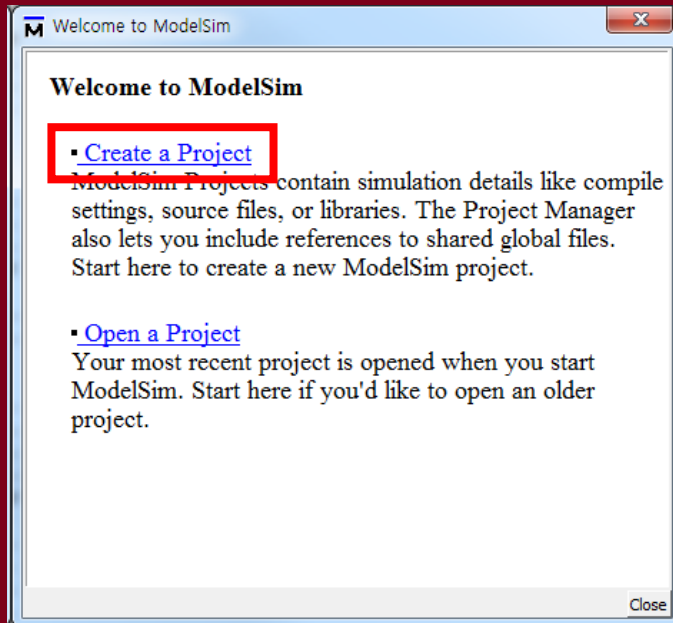 Welcome to ModelSim
Welcome to ModelSim
Create a Project
ModelSim Projects contain simulation details like compile
settings, source files, or libraries. The Project Manager
also lets you include references to shared global files.
Start here to create a new ModelSim project.
Open a Project
Your most recent project is opened when you start
ModelSim. Start here if you'd like to open an older
project.
Close